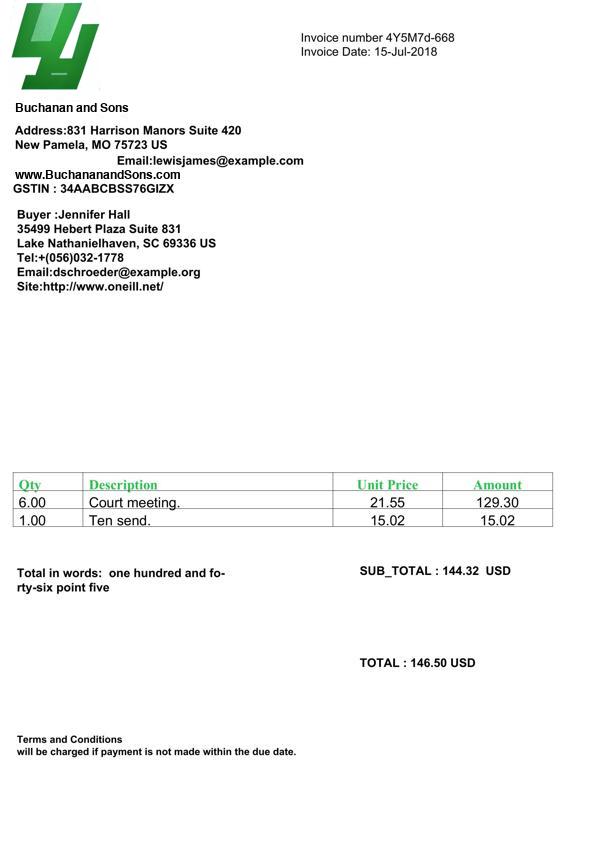 Invoice number 4Y5M7d-668
Invoice Date: 15-Jul-2018
Buchanan and Sons
Address:831 Harrison Manors Suite 420
New Pamela, MO 75723 US
Email:lewisjames@example.com
www.BuchananandSons.com
GSTIN : 34AABCBSS76GIZX
Buyer :Jennifer Hall
35499 Hebert Plaza Suite 831
Lake Nathanielhaven, SC 69336 US
Tel:+(056)032-1778
Email:dschroeder@example.org
Site:http://www.oneill.net/
Qty Description Unit Price Amount
6.00 Court meeting. 21.55 129.30
1.00 Ten send. 15.02 15.02
Total in words:  one hundred and fo-
rty-six point five
SUB_TOTAL : 144.32  USD
TOTAL : 146.50 USD
Terms and Conditions
will be charged if payment is not made within the due date.